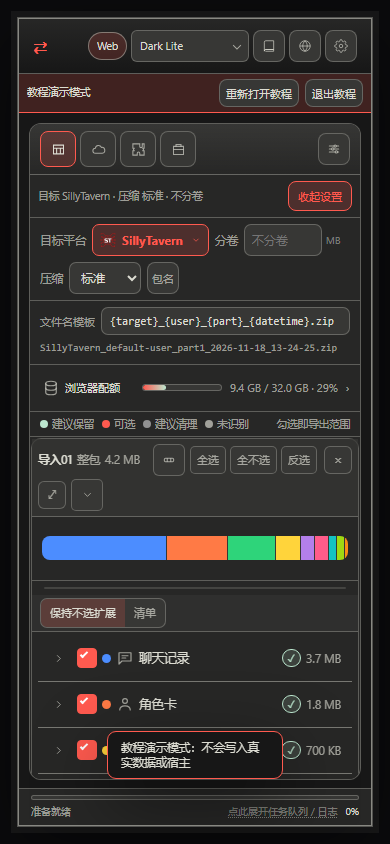 Web
Dark Lite
教程演示模式
重新打开教程
退出教程
目标 SillyTavern · 压缩 标准 · 不分卷
收起设置
目标平台
ST
SillyTavern
分卷
不分卷
MB
压缩
标准
包名
文件名模板
{target}_{user}_{part}_{datetime}.zip
SillyTavern_default-user_part1_2026-11-18_13-24-25.zip
浏览器配额
9.4 GB / 32.0 GB · 29%
建议保留
可选
建议清理
未识别
勾选即导出范围
导入01 整包 4.2 MB
全选
全不选
反选
保持不选扩展
清单
聊天记录
3.7 MB
角色卡
1.8 MB
700 KB
教程演示模式：不会写入真
实数据或宿主
准备就绪
点此展开任务队列 / 日志
0%